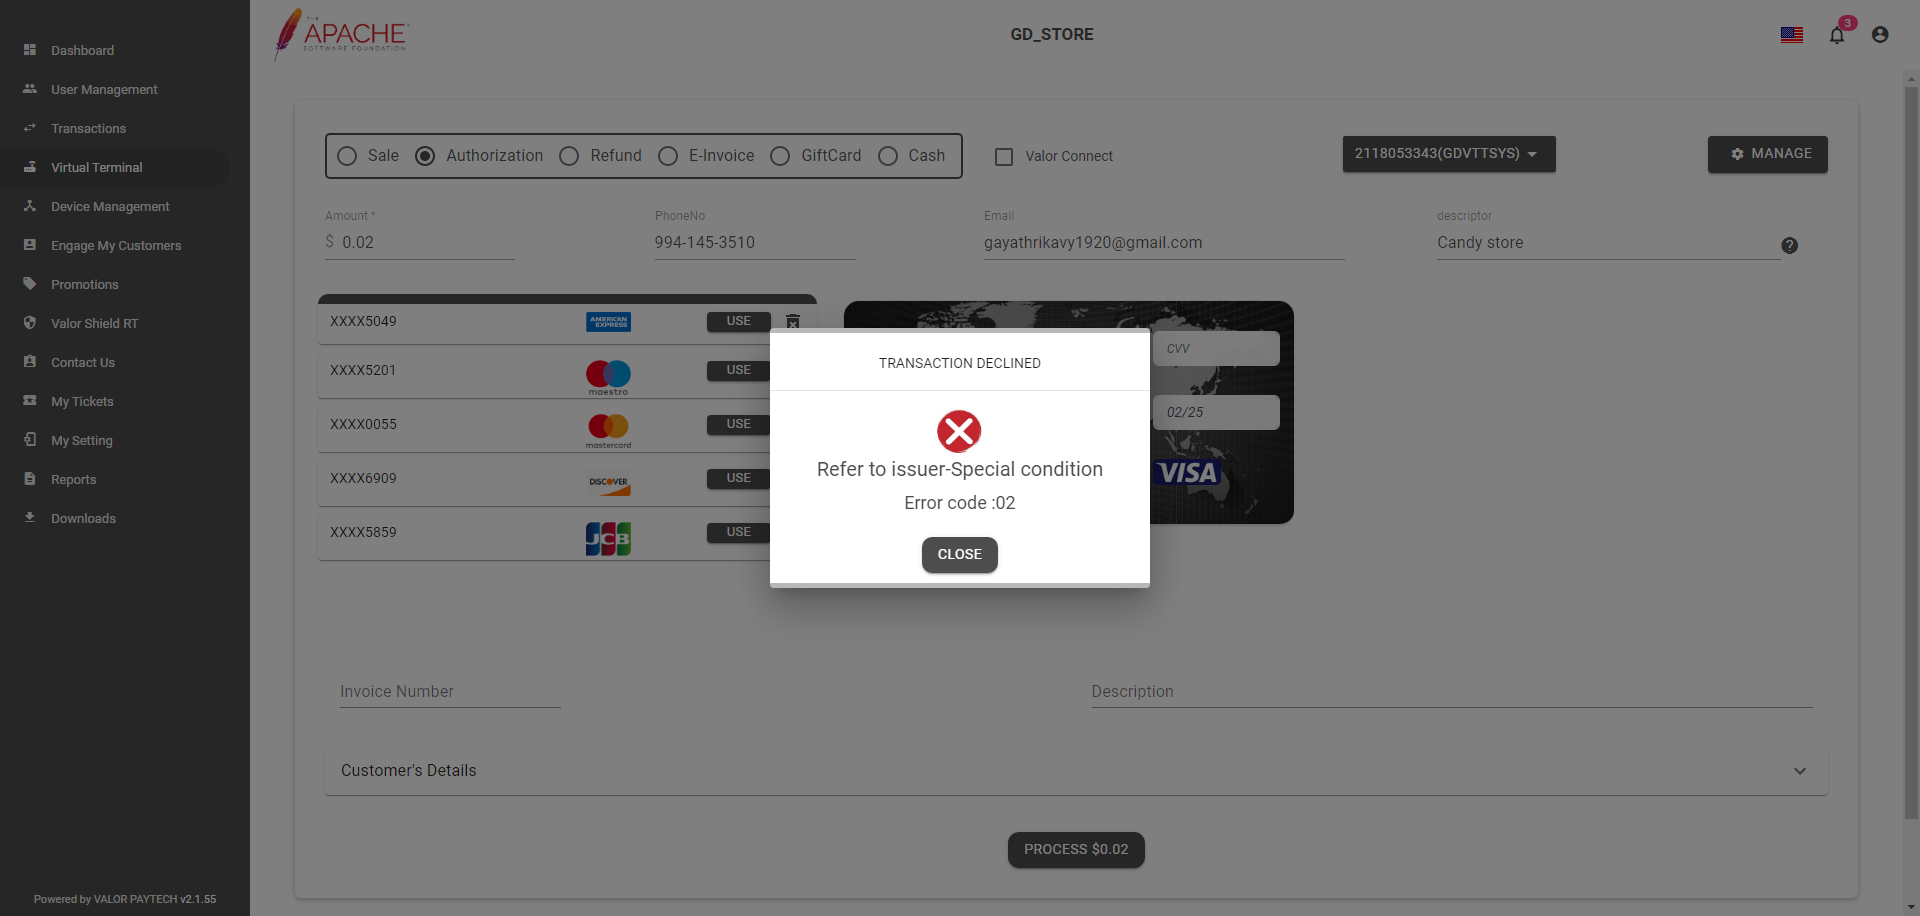 THE
APACHE
SOFTWARE FOUNDATION
GD_STORE
3
Dashboard
User Management
Transactions
Virtual Terminal
Device Management
Engage My Customers
Promotions
Valor Shield RT
Contact Us
My Tickets
My Setting
Reports
Downloads
Powered by VALOR PAYTECH v2.1.55
Sale Authorization Refund E-Invoice GiftCard Cash
Valor Connect
2118053343(GDVTTSYS)
MANAGE
Amount * PhoneNo Email descriptor
$ 0.02 994-145-3510 gayathrikavy1920@gmail.com Candy store ?
XXXX5049 AMERICAN EXPRESS USE
XXXX5201 maestro USE
XXXX0055 mastercard USE
XXXX6909 DISCOVER USE
XXXX5859 JCB USE
CVV
02/25
VISA
TRANSACTION DECLINED
Refer to issuer-Special condition
Error code :02
CLOSE
Invoice Number Description
Customer's Details
PROCESS $0.02